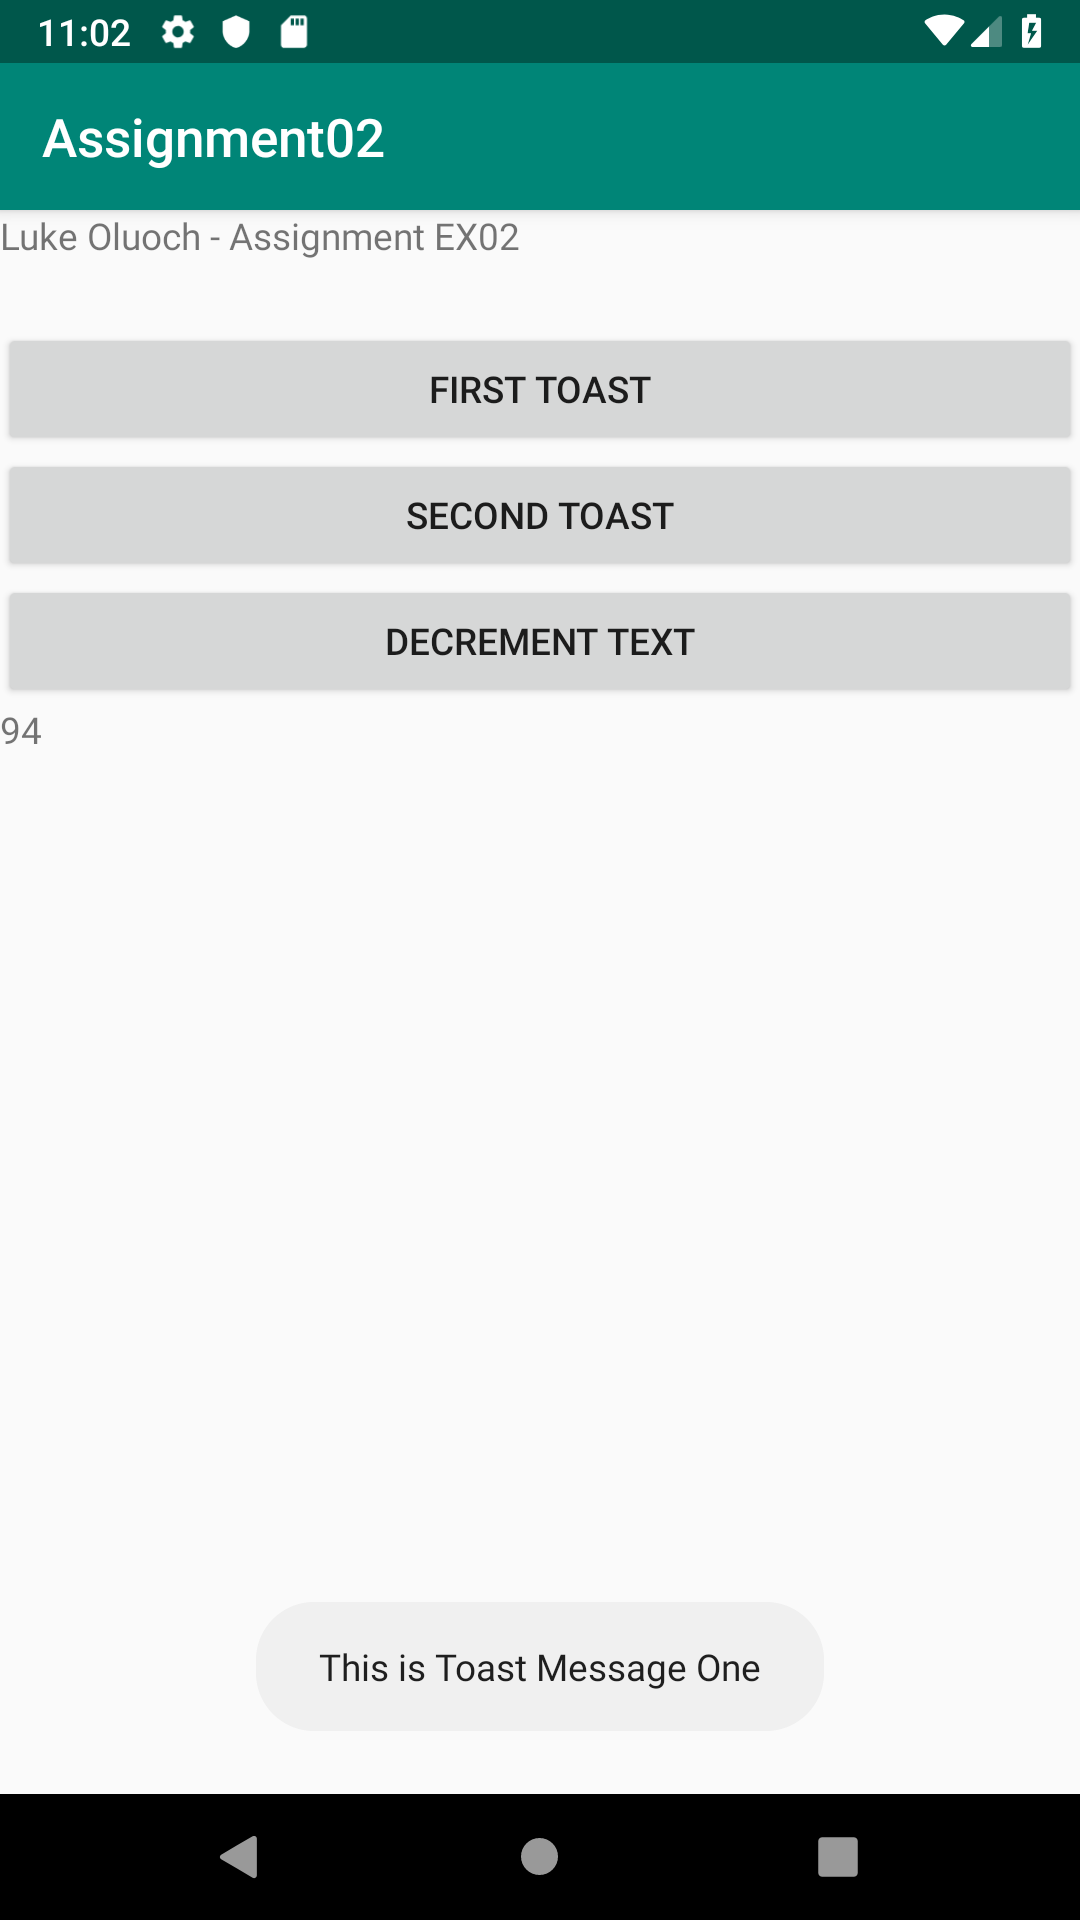 11:02
Assignment02
Luke Oluoch - Assignment EX02
FIRST TOAST
SECOND TOAST
DECREMENT TEXT
94
This is Toast Message One